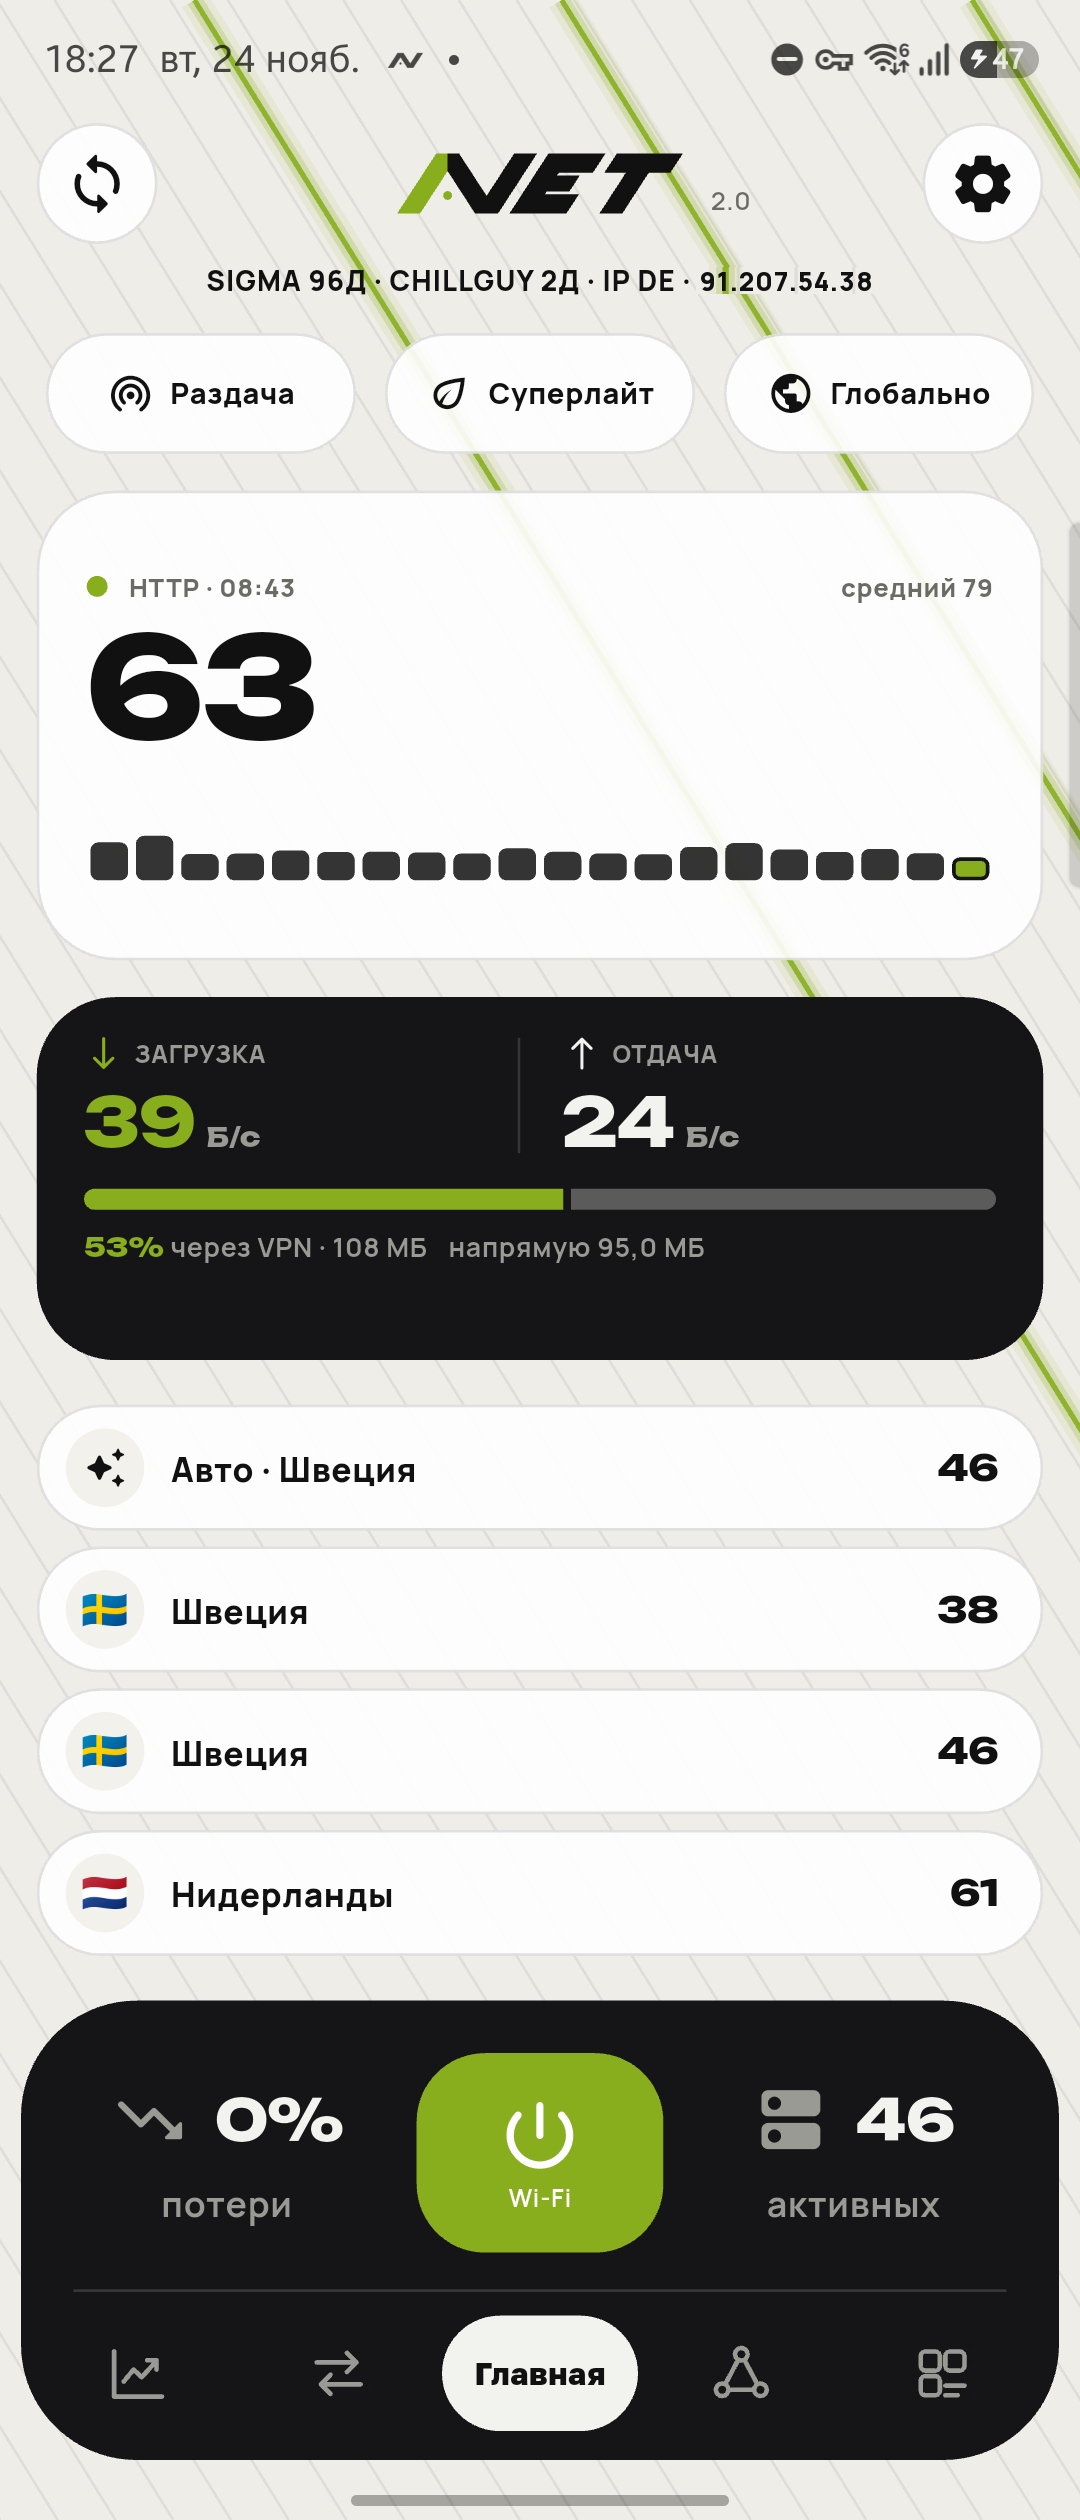 18:27 вт, 24 нояб.
6
47
NET 2.0
SIGMA 96Д · CHILLGUY 2Д · IP DE · 91.207.54.38
Раздача
Суперлайт
Глобально
HTTP · 08:43
средний 79
63
ЗАГРУЗКА
39 Б/с
ОТДАЧА
24 Б/с
53% через VPN · 108 МБ напрямую 95,0 МБ
Авто · Швеция 46
Швеция 38
Швеция 46
Нидерланды 61
0%
потери
Wi-Fi
46
активных
Главная